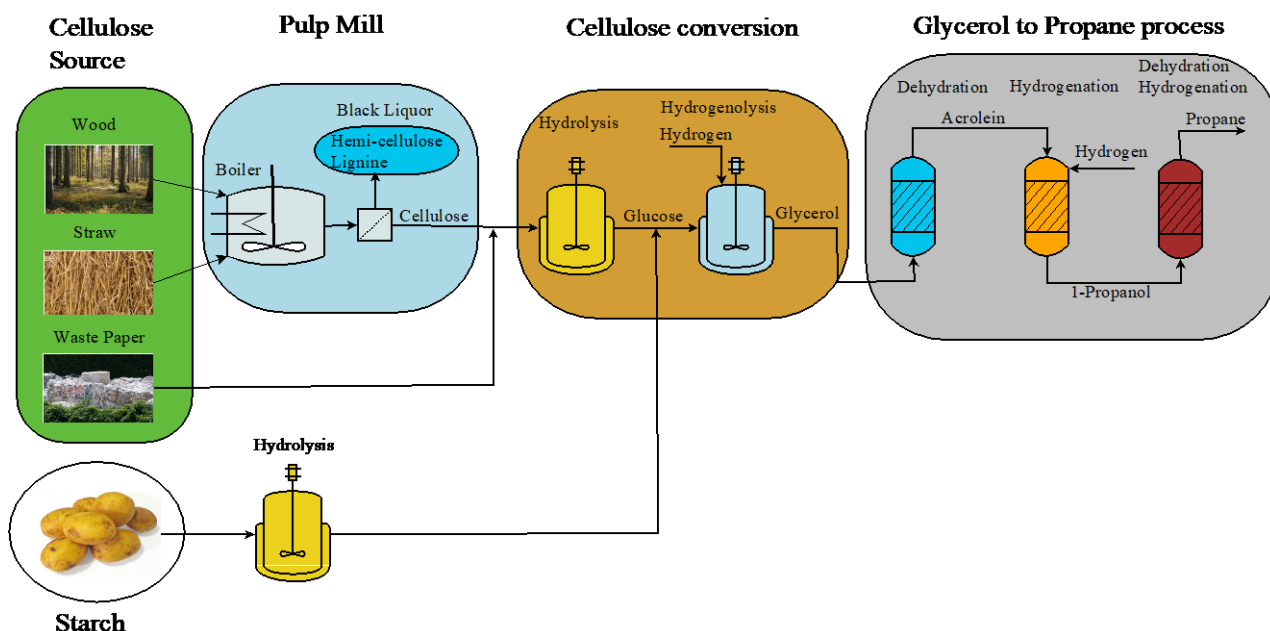 Cellulose
Source
Pulp Mill
Cellulose conversion
Glycerol to Propane process
Wood
Straw
Waste Paper
Boiler
Black Liquor
Hemi-cellulose
Lignine
Cellulose
Hydrolysis
Hydrogenolysis
Hydrogen
Glucose
Glycerol
Dehydration
Hydrogenation
Dehydration
Hydrogenation
Acrolein
Hydrogen
Propane
1-Propanol
Hydrolysis
Starch